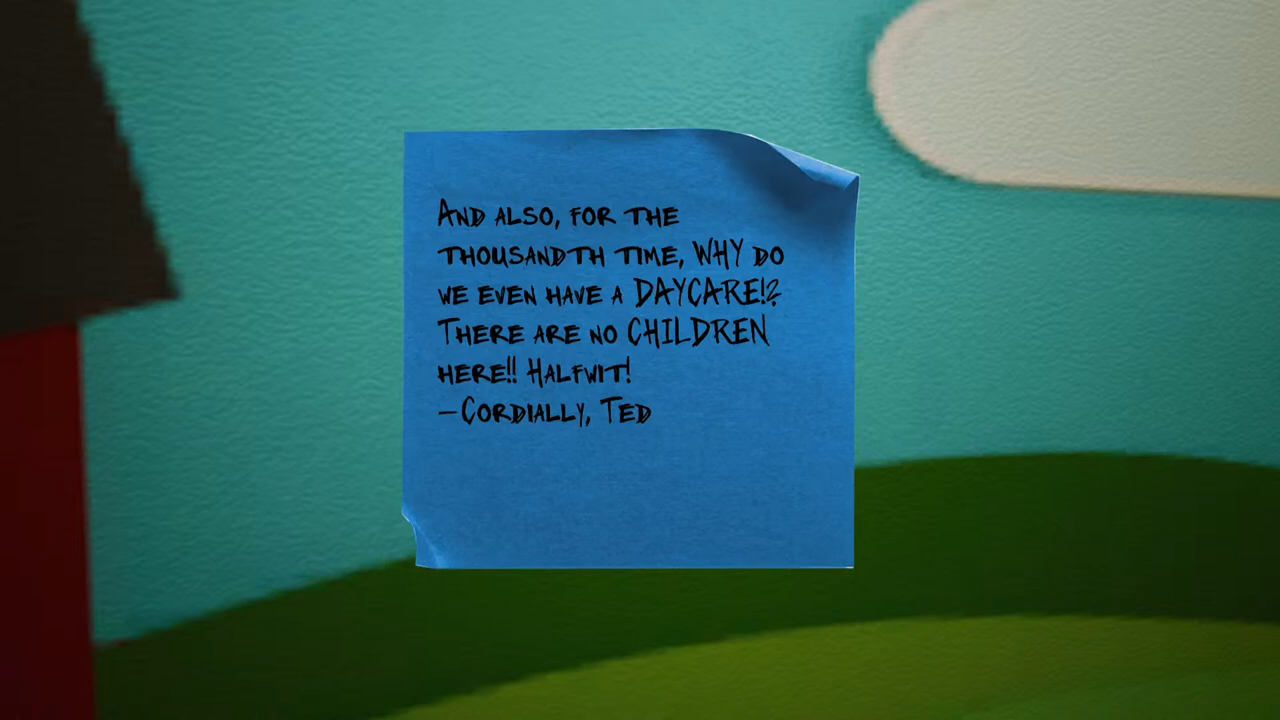 And also, for the
thousandth time, WHY do
we even have a DAYCARE!?
There are no CHILDREN
here!! Halfwit!
—Cordially, Ted